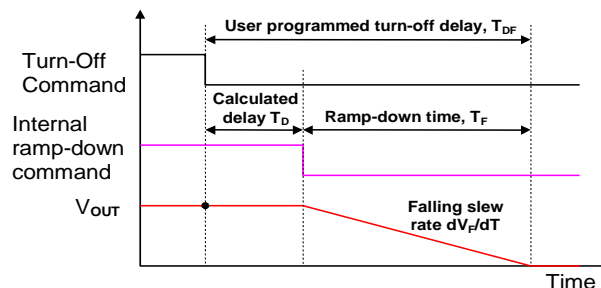 User programmed turn-off delay, TDF
Turn-Off
Command
Calculated
delay TD
Ramp-down time, TF
Internal
ramp-down
command
VOUT
Falling slew
rate dVF/dT
Time